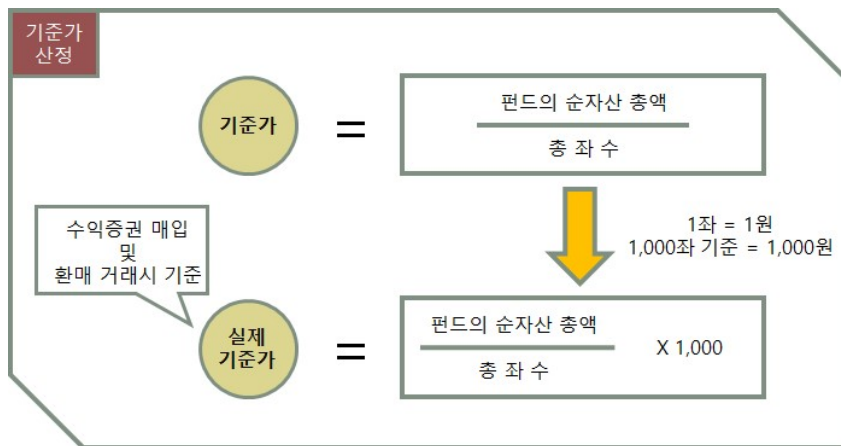 기준가
산정
기준가
=
펀드의 순자산 총액
총 좌 수
1좌 = 1원
1,000좌 기준 = 1,000원
수익증권 매입
및
환매 거래시 기준
실제
기준가
=
펀드의 순자산 총액
총 좌 수
X 1,000